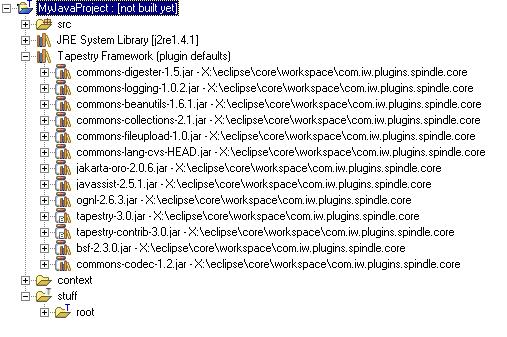 MyJavaProject : [not built yet]
src
JRE System Library [j2re1.4.1]
Tapestry Framework (plugin defaults)
commons-digester-1.5.jar - X:\eclipse\core\workspace\com.iw.plugins.spindle.core
commons-logging-1.0.2.jar - X:\eclipse\core\workspace\com.iw.plugins.spindle.core
commons-beanutils-1.6.1.jar - X:\eclipse\core\workspace\com.iw.plugins.spindle.core
commons-collections-2.1.jar - X:\eclipse\core\workspace\com.iw.plugins.spindle.core
commons-fileupload-1.0.jar - X:\eclipse\core\workspace\com.iw.plugins.spindle.core
commons-lang-cvs-HEAD.jar - X:\eclipse\core\workspace\com.iw.plugins.spindle.core
jakarta-oro-2.0.6.jar - X:\eclipse\core\workspace\com.iw.plugins.spindle.core
javassist-2.5.1.jar - X:\eclipse\core\workspace\com.iw.plugins.spindle.core
ognl-2.6.3.jar - X:\eclipse\core\workspace\com.iw.plugins.spindle.core
tapestry-3.0.jar - X:\eclipse\core\workspace\com.iw.plugins.spindle.core
tapestry-contrib-3.0.jar - X:\eclipse\core\workspace\com.iw.plugins.spindle.core
bsf-2.3.0.jar - X:\eclipse\core\workspace\com.iw.plugins.spindle.core
commons-codec-1.2.jar - X:\eclipse\core\workspace\com.iw.plugins.spindle.core
context
stuff
root